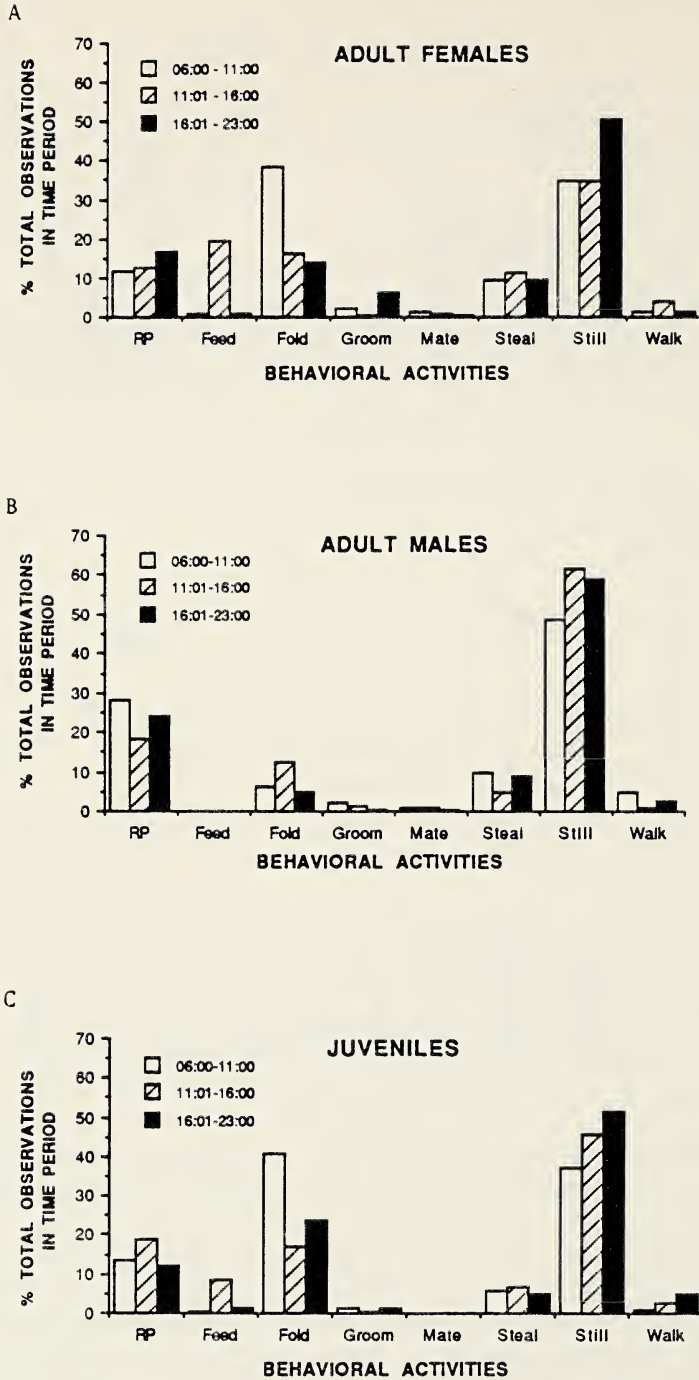 A
ADULT FEMALES
% TOTAL OBSERVATIONS
IN TIME PERIOD
70
60
50
40
30
20
10
0
06:00 - 11:00
11:01 - 16:00
16:01 - 23:00
RP Feed Fold Groom Mate Steal Still Walk
BEHAVIORAL ACTIVITIES
B
ADULT MALES
% TOTAL OBSERVATIONS
IN TIME PERIOD
70
60
50
40
30
20
10
0
06:00-11:00
11:01-16:00
16:01-23:00
RP Feed Fold Groom Mate Steal Still Walk
BEHAVIORAL ACTIVITIES
C
JUVENILES
% TOTAL OBSERVATIONS
IN TIME PERIOD
70
60
50
40
30
20
10
0
06:00-11:00
11:01-16:00
16:01-23:00
RP Feed Fold Groom Mate Steal Still Walk
BEHAVIORAL ACTIVITIES